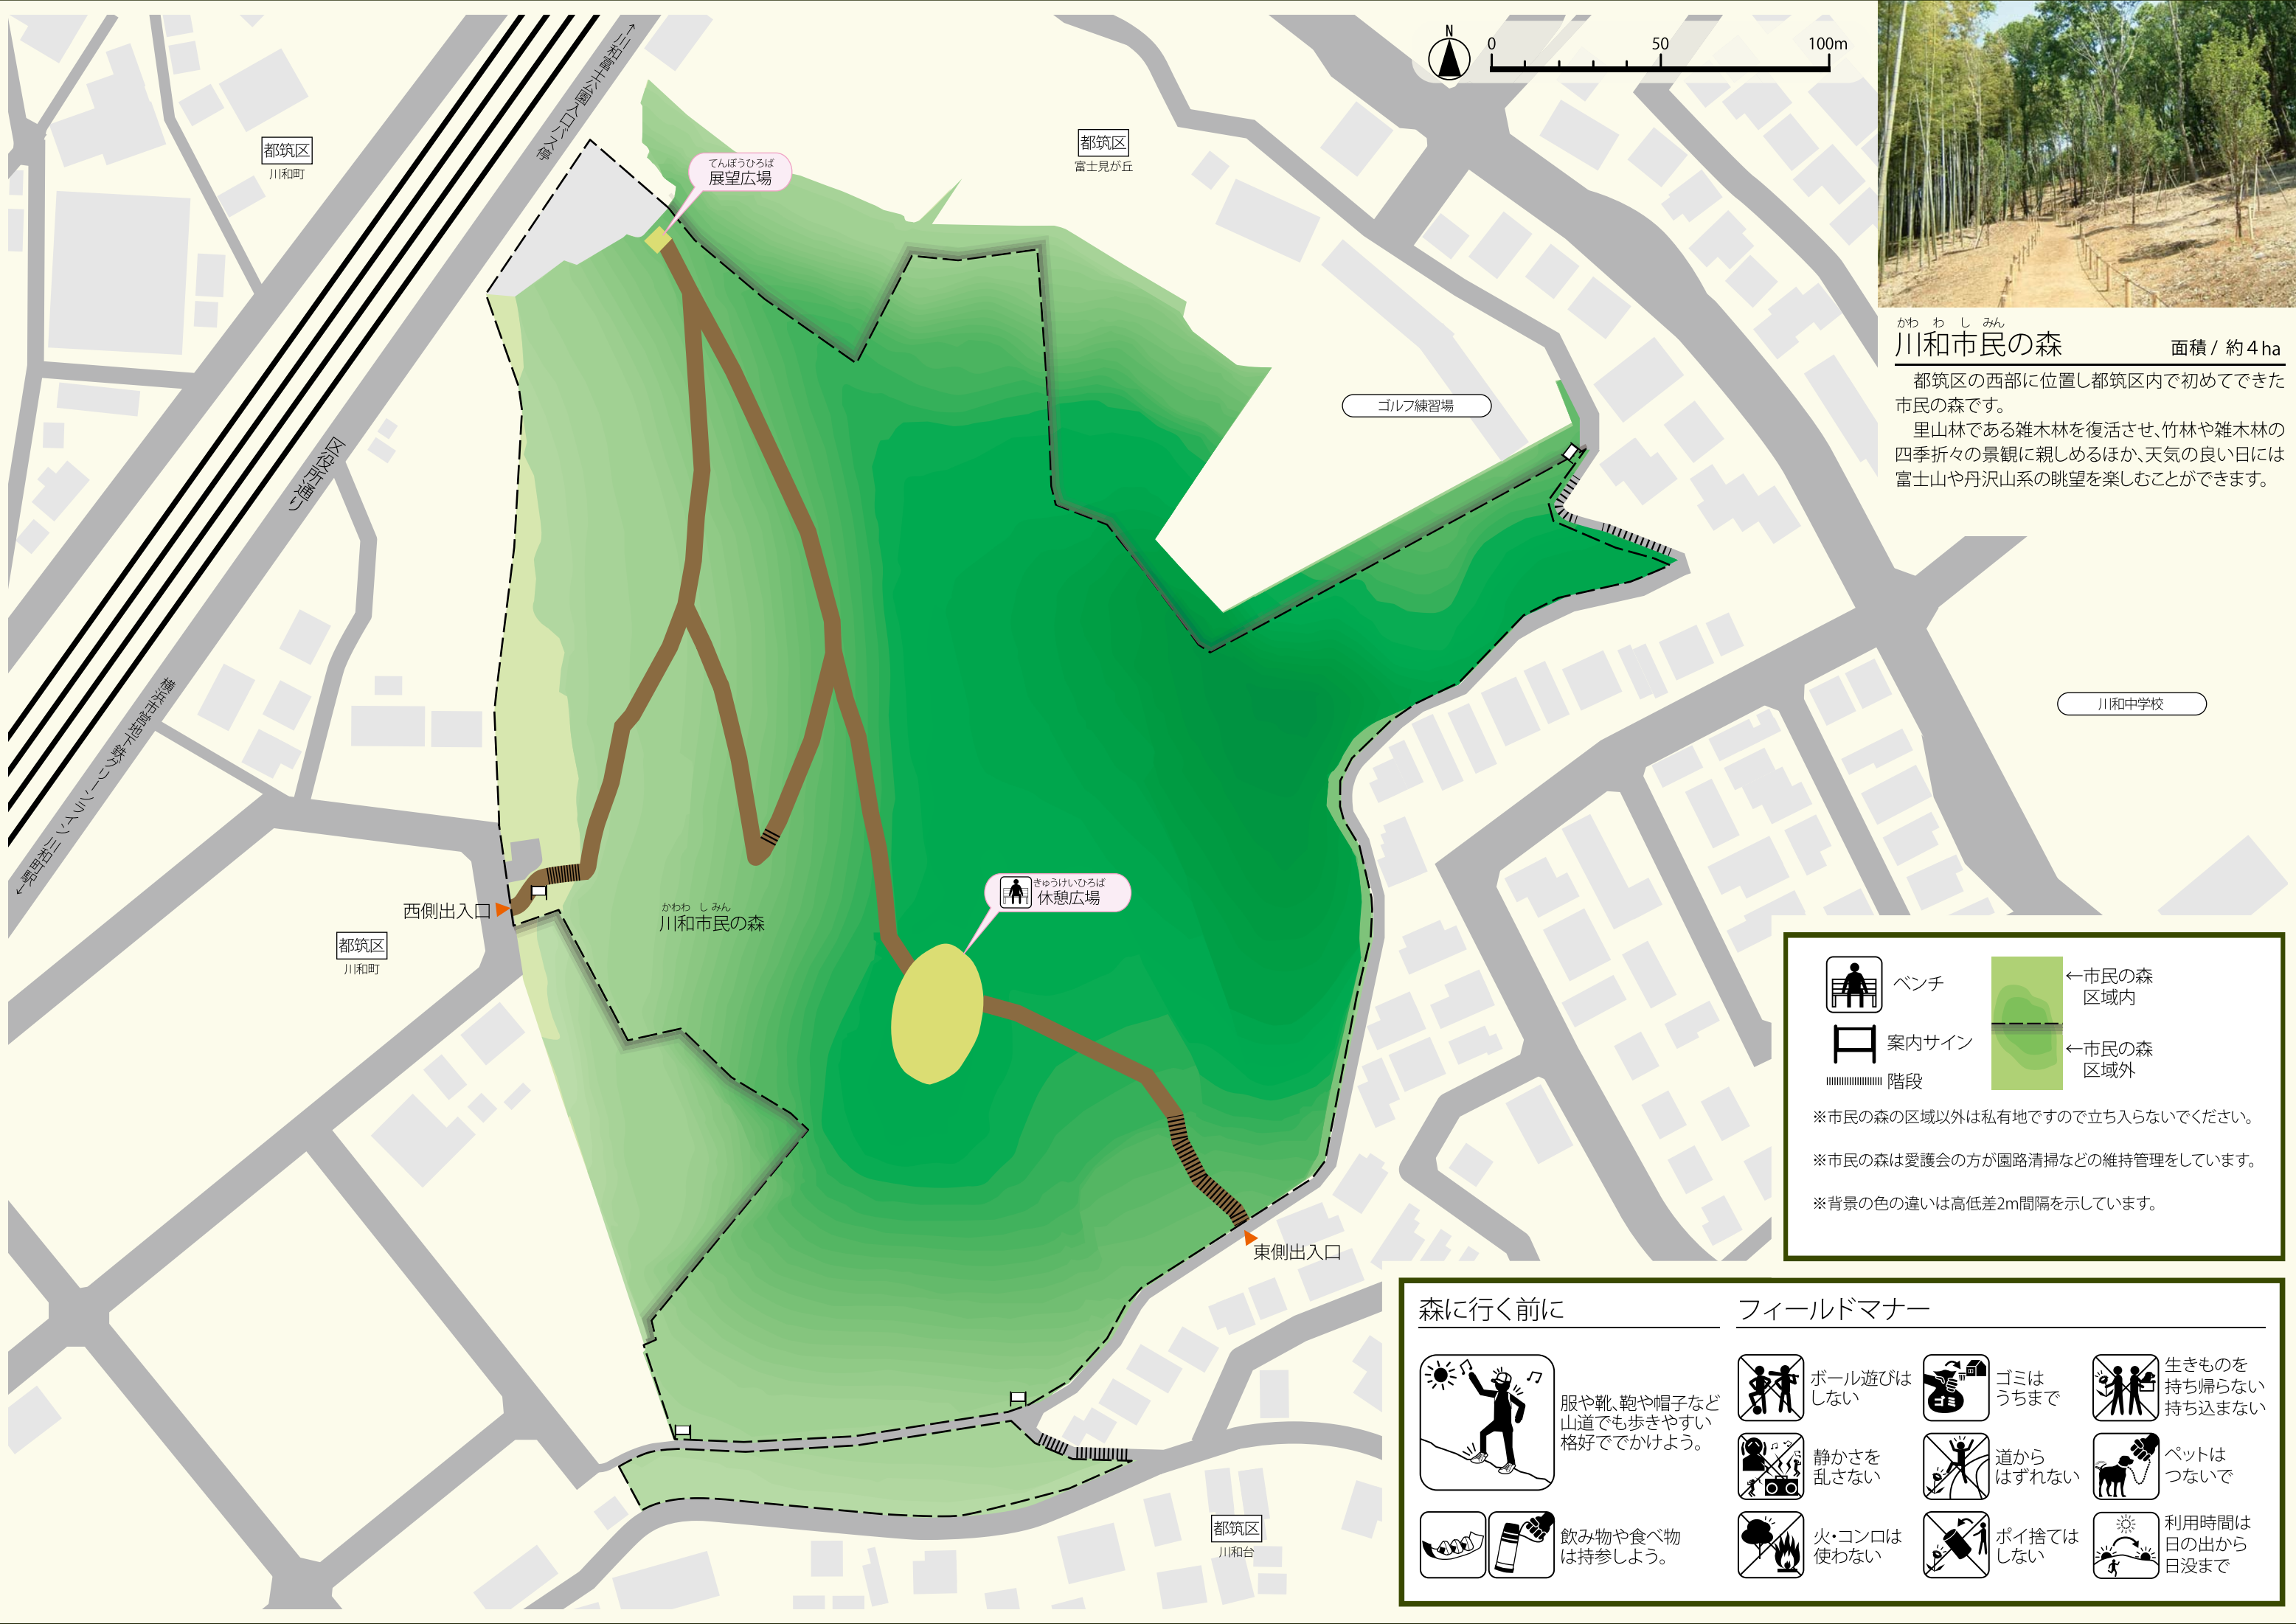 ↑川和富士公園入口バス停
都筑区
川和町
てんぼうひろば
展望広場
都筑区
富士見が丘
N
0 50 100m
かわ わ し みん
川和市民の森
面積 / 約4ha
都筑区の西部に位置し都筑区内で初めてできた
市民の森です。
里山林である雑木林を復活させ、竹林や雑木林の
四季折々の景観に親しめるほか、天気の良い日には
富士山や丹沢山系の眺望を楽しむことができます。
ゴルフ練習場
区役所通り
横浜市営地下鉄グリーンライン川和町駅↓
川和中学校
西側出入口
都筑区
川和町
かわわ し みん
川和市民の森
きゅうけいひろば
休憩広場
東側出入口
都筑区
川和台
ベンチ
案内サイン
階段
←市民の森
区域内
←市民の森
区域外
※市民の森の区域以外は私有地ですので立ち入らないでください。
※市民の森は愛護会の方が園路清掃などの維持管理をしています。
※背景の色の違いは高低差2m間隔を示しています。
森に行く前に
服や靴、鞄や帽子など
山道でも歩きやすい
格好ででかけよう。
飲み物や食べ物
は持参しよう。
フィールドマナー
ボール遊びは
しない
ゴミ
ゴミは
うちまで
生きものを
持ち帰らない
持ち込まない
静かさを
乱さない
道から
はずれない
ペットは
つないで
火・コンロは
使わない
ポイ捨ては
しない
利用時間は
日の出から
日没まで